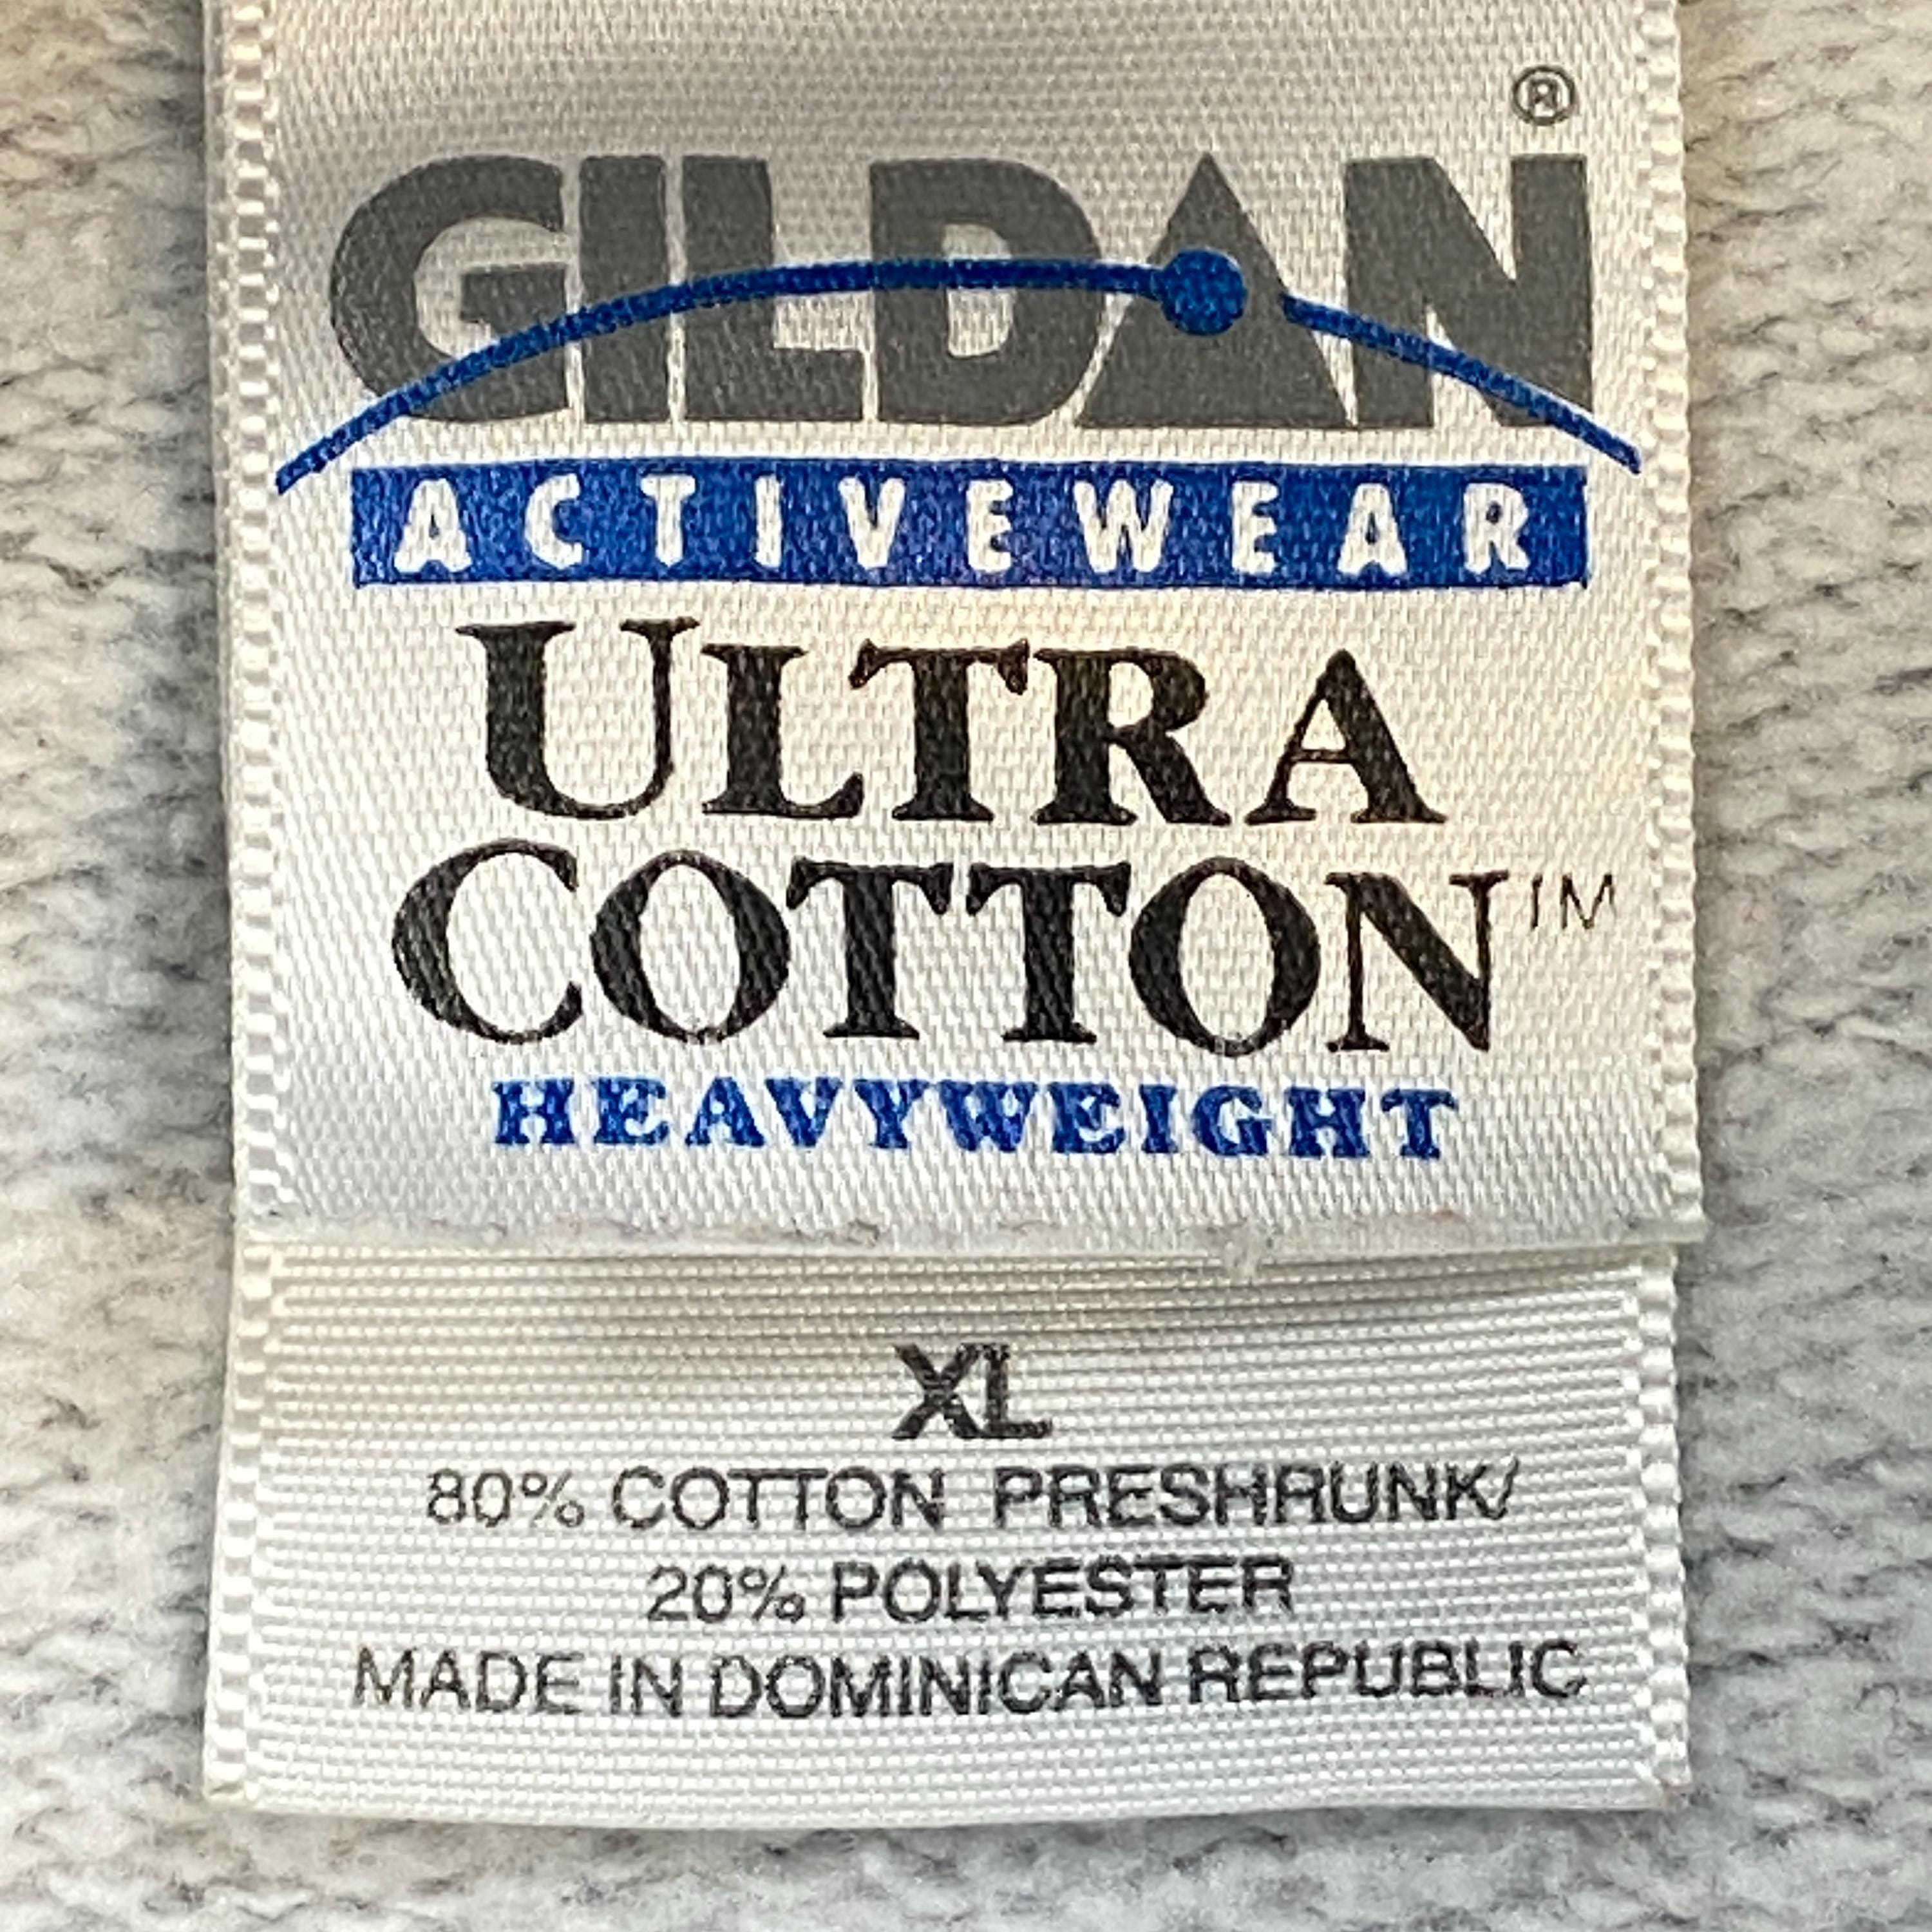 GILDAN®
ACTIVEWEAR
ULTRA
COTTON™
HEAVYWEIGHT
XL
80% COTTON PRESHRUNK/
20% POLYESTER
MADE IN DOMINICAN REPUBLIC